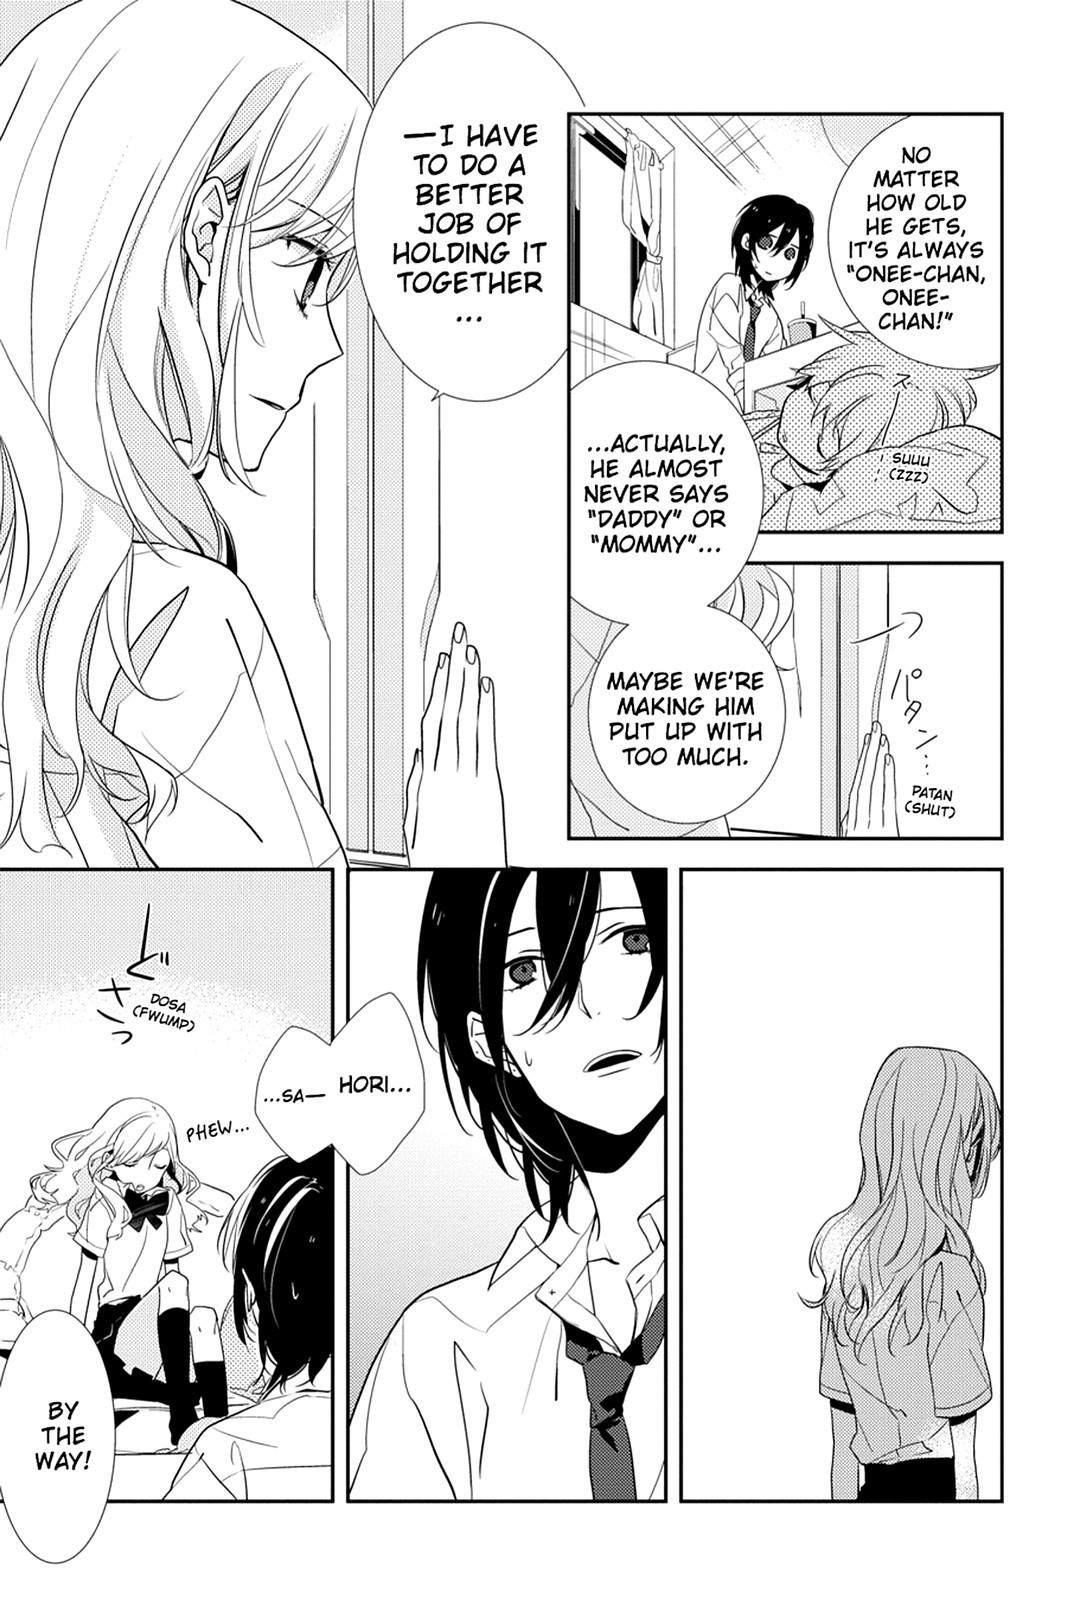 NO
MATTER
HOW OLD
HE GETS,
IT'S ALWAYS
"ONEE-CHAN,
ONEE-
CHAN!"
ス
SUUU
(ZZZ)
...ACTUALLY,
HE ALMOST
NEVER SAYS
"DADDY" OR
"MOMMY"...
MAYBE WE'RE
MAKING HIM
PUT UP WITH
TOO MUCH.
パタン...
PATAN
(SHUT)
—I HAVE
TO DO A
BETTER
JOB OF
HOLDING IT
TOGETHER
...
HORI...
...SA—
PHEW...
どさっ
DOSA
(FWUMP)
BY
THE
WAY!